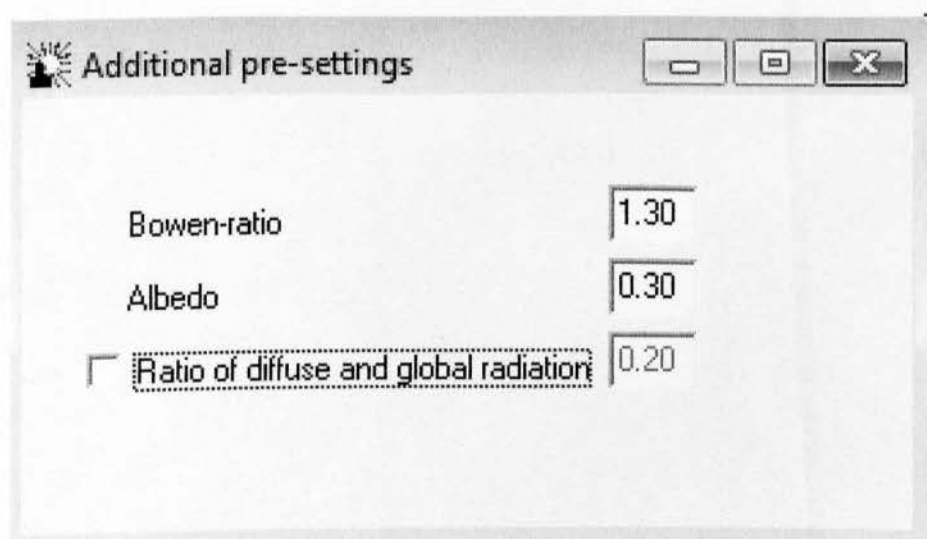 Additional pre-settings
Bowen-ratio 1.30
Albedo 0.30
Ratio of diffuse and global radiation 0.20